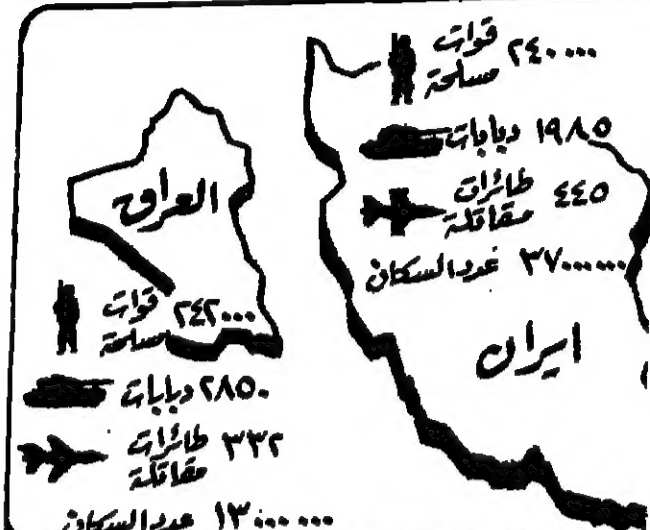 ٢٤٠٠٠٠ قوات
مسلحة
١٩٨٥ دبابات
٤٤٥ طائرات
مقاتلة
٣٧٠٠٠٠٠٠ عدد السكان
ايران
العراق
٢٤٢٠٠٠ قوات
مسلحة
٢٨٥٠ دبابات
٣٣٢ طائرات
مقاتلة
١٣٠٠٠٠٠٠ عدد السكان